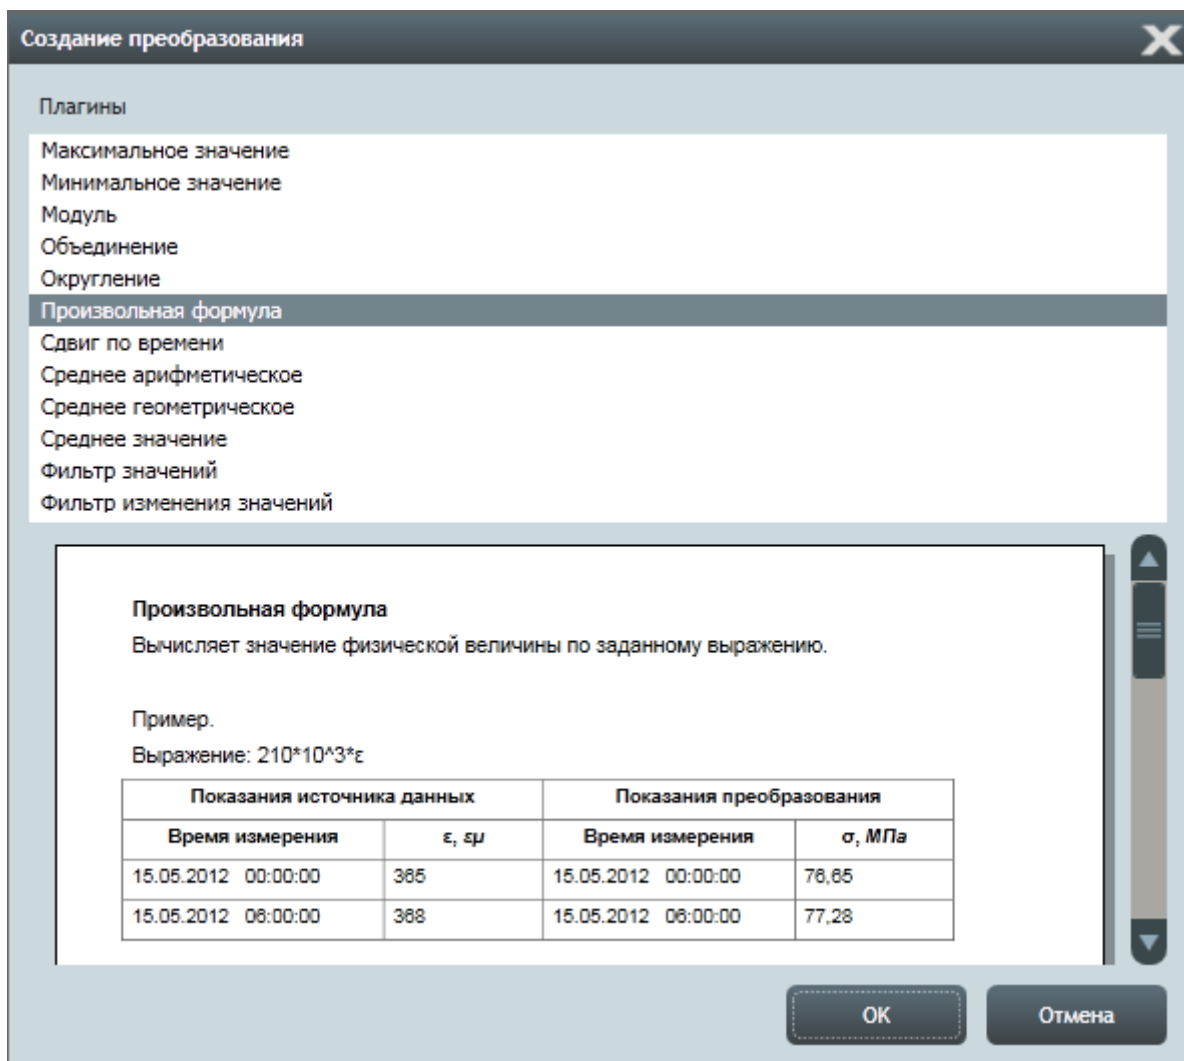 Создание преобразования
Плагины
Максимальное значение
Минимальное значение
Модуль
Объединение
Округление
Произвольная формула
Сдвиг по времени
Среднее арифметическое
Среднее геометрическое
Среднее значение
Фильтр значений
Фильтр изменения значений
Произвольная формула
Вычисляет значение физической величины по заданному выражению.
Пример.
Выражение: 210*10^3*ε
Показания источника данных Показания преобразования
Время измерения ε, εμ Время измерения σ, МПа
15.05.2012 00:00:00 365 15.05.2012 00:00:00 76,65
15.05.2012 06:00:00 368 15.05.2012 06:00:00 77,28
ОК Отмена